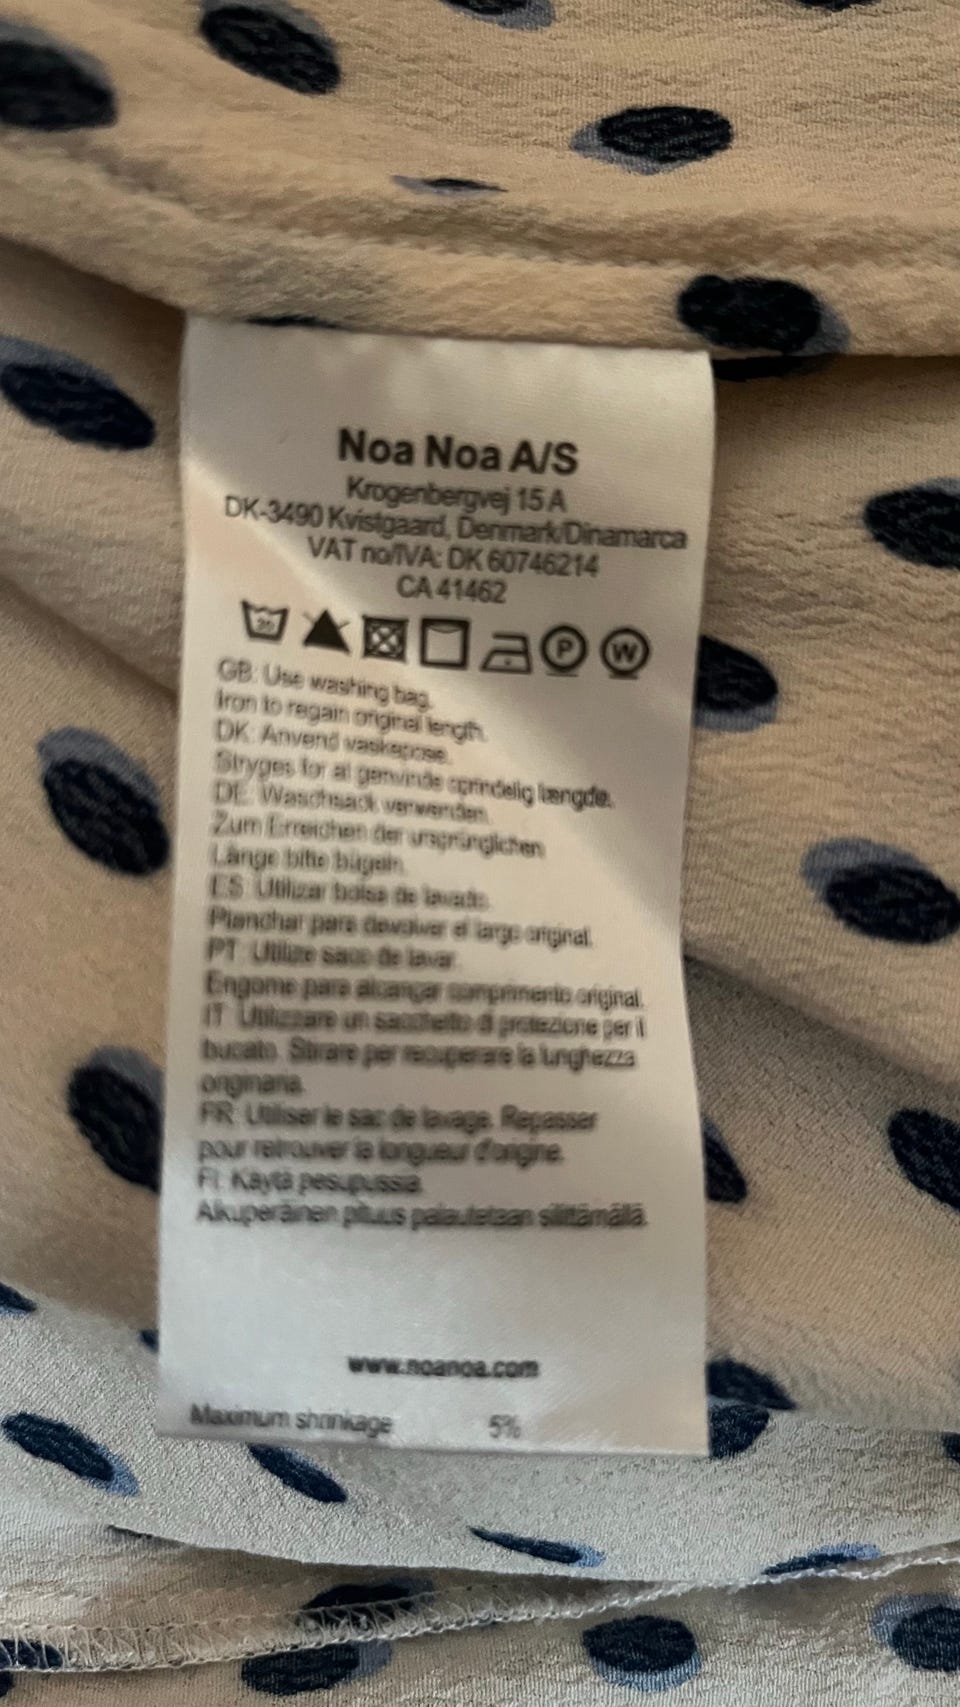 Noa Noa A/S
Krogenbergvej 15 A
DK-3490 Kvistgaard, Denmark/Dinamarca
VAT no/IVA: DK 60746214
CA 41462
P W
GB: Use washing bag.
Iron to regain original length.
DK: Anvend vaskepose.
Stryges for at genvinde oprindelig længde.
DE: Waschsack verwenden.
Zum Erreichen der ursprünglichen
Länge bitte bügeln.
ES: Utilizar bolsa de lavado.
Planchar para devolver el largo original.
PT: Utilize saco de lavar.
Engome para alcançar comprimento original.
IT: Utilizzare un sacchetto di protezione per il
bucato. Stirare per recuperare la lunghezza
originaria.
FR: Utiliser le sac de lavage. Repasser
pour retrouver la longueur d'origine.
FI: Käytä pesupussia.
Alkuperäinen pituus palautetaan silittämällä.
www.noanoa.com
Maximum shrinkage 5%